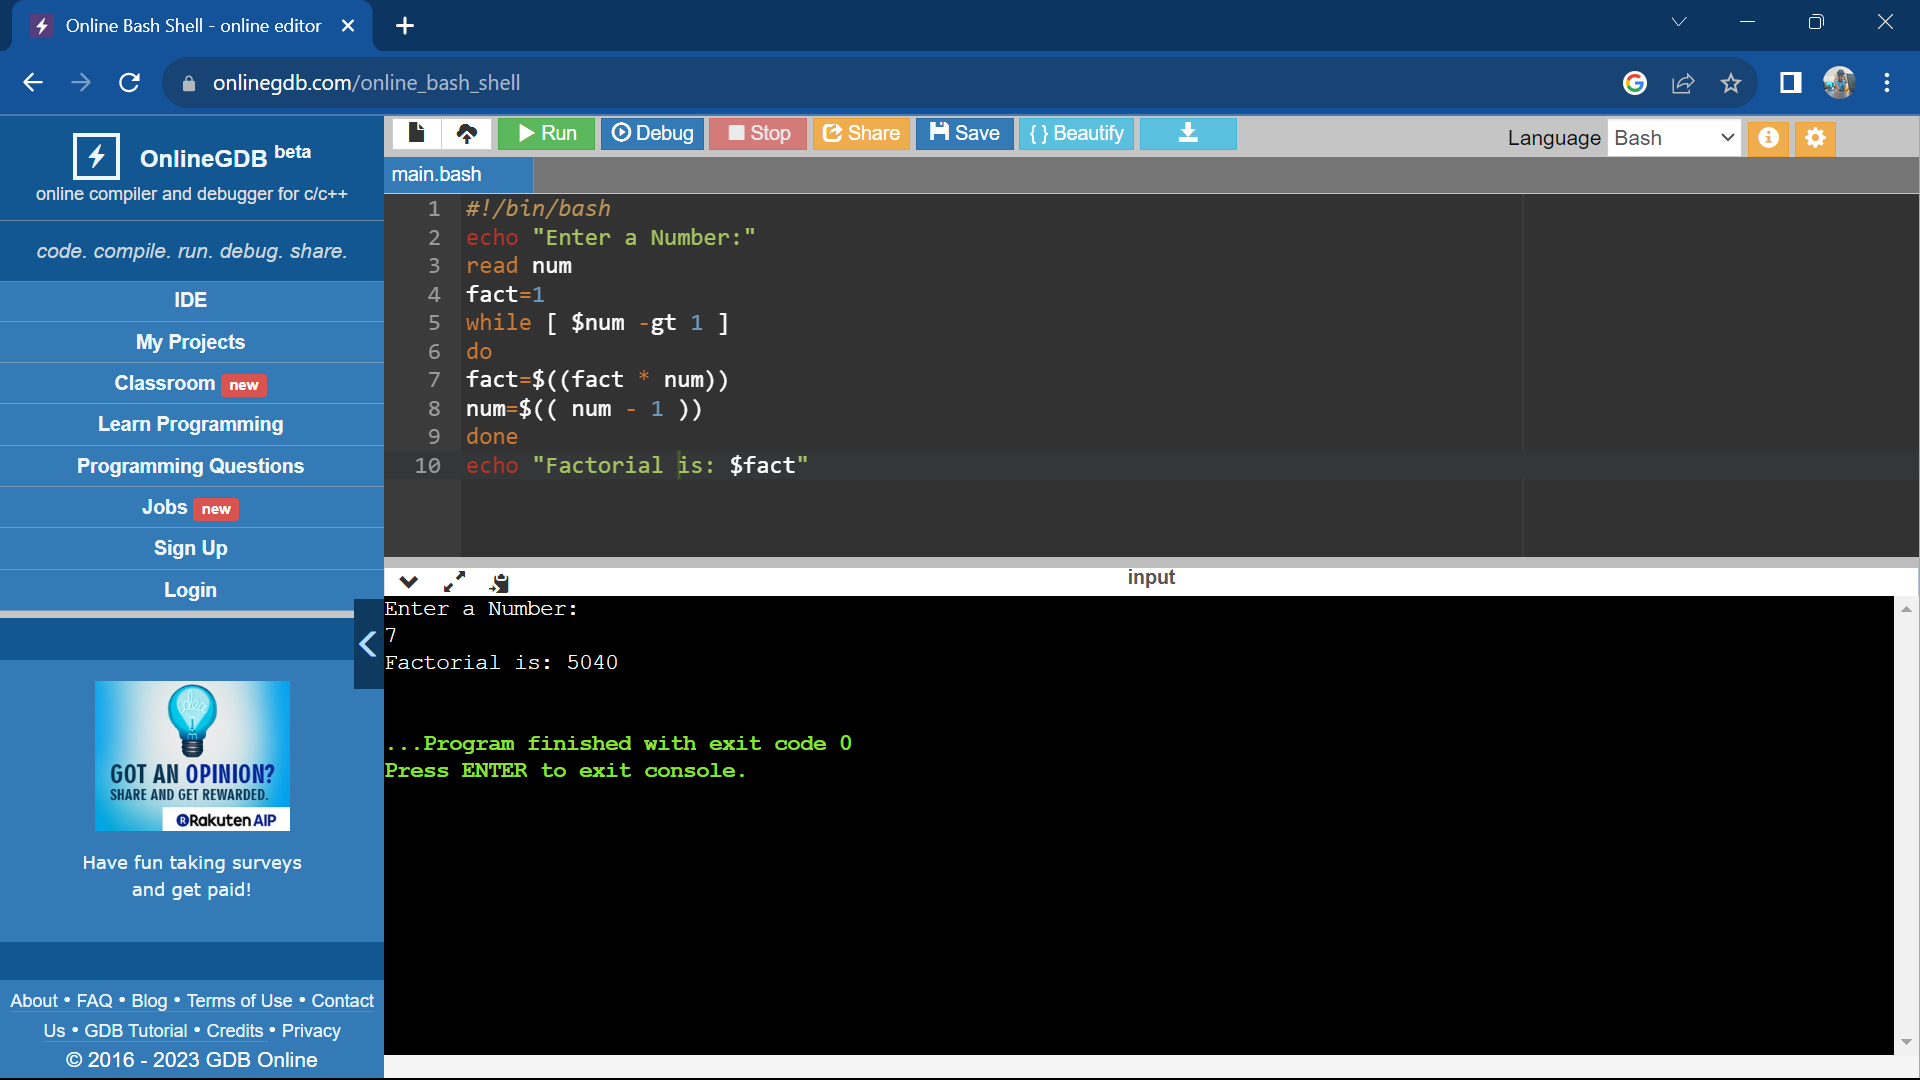 Online Bash Shell - online editor
onlinegdb.com/online_bash_shell
OnlineGDB beta
online compiler and debugger for c/c++
code. compile. run. debug. share.
IDE
My Projects
Classroom new
Learn Programming
Programming Questions
Jobs new
Sign Up
Login
idea
GOT AN OPINION?
SHARE AND GET REWARDED.
Rakuten AIP
Have fun taking surveys
and get paid!
About • FAQ • Blog • Terms of Use • Contact
Us • GDB Tutorial • Credits • Privacy
© 2016 - 2023 GDB Online
Run Debug Stop Share Save {} Beautify
Language Bash
main.bash
1 #!/bin/bash
2 echo "Enter a Number:"
3 read num
4 fact=1
5 while [ $num -gt 1 ]
6 do
7 fact=$((fact * num))
8 num=$(( num - 1 ))
9 done
10 echo "Factorial is: $fact"
input
Enter a Number:
7
Factorial is: 5040
...Program finished with exit code 0
Press ENTER to exit console.